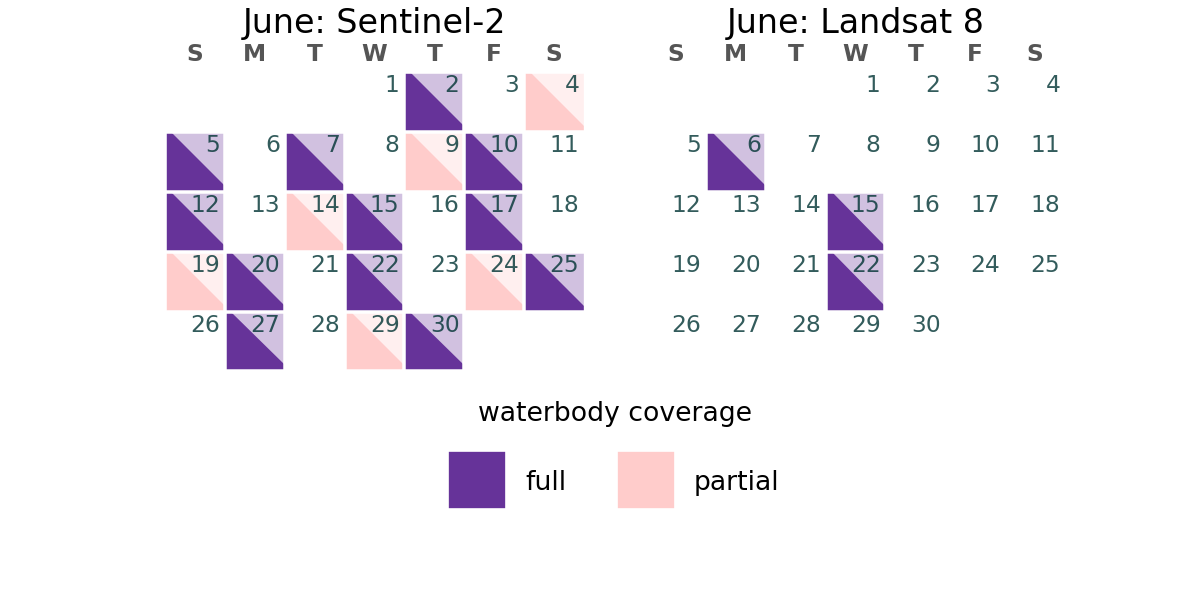 June: Sentinel-2
S M T W T F S
1 2 3 4
5 6 7 8 9 10 11
12 13 14 15 16 17 18
19 20 21 22 23 24 25
26 27 28 29 30
June: Landsat 8
S M T W T F S
1 2 3 4
5 6 7 8 9 10 11
12 13 14 15 16 17 18
19 20 21 22 23 24 25
26 27 28 29 30
waterbody coverage
full partial